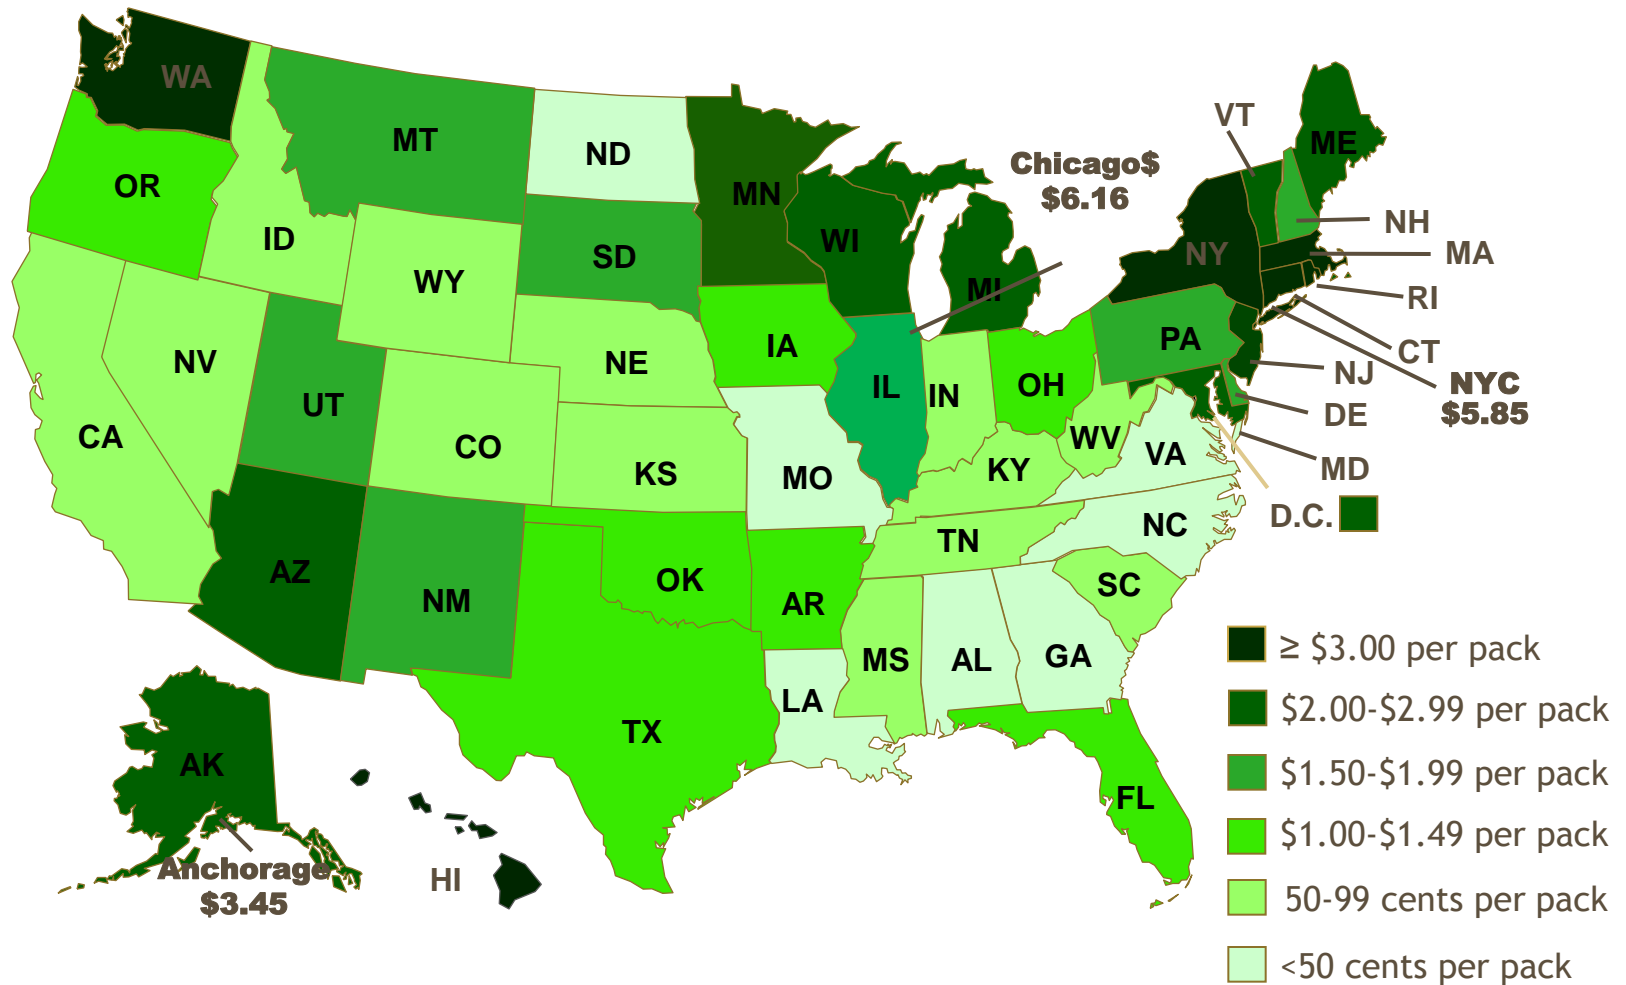 WA
MT
ND
MN
OR
ID
WY
SD
WI
MI
Chicago$
$6.16
VT
ME
NH
NY
MA
RI
CT
NJ
NYC
$5.85
PA
DE
MD
D.C.
NV
UT
CA
CO
NE
IA
IL
IN
OH
KS
MO
KY
WV
VA
AZ
NM
OK
AR
TN
NC
SC
TX
LA
MS
AL
GA
FL
AK
Anchorage
$3.45
HI
≥ $3.00 per pack
$2.00-$2.99 per pack
$1.50-$1.99 per pack
$1.00-$1.49 per pack
50-99 cents per pack
<50 cents per pack